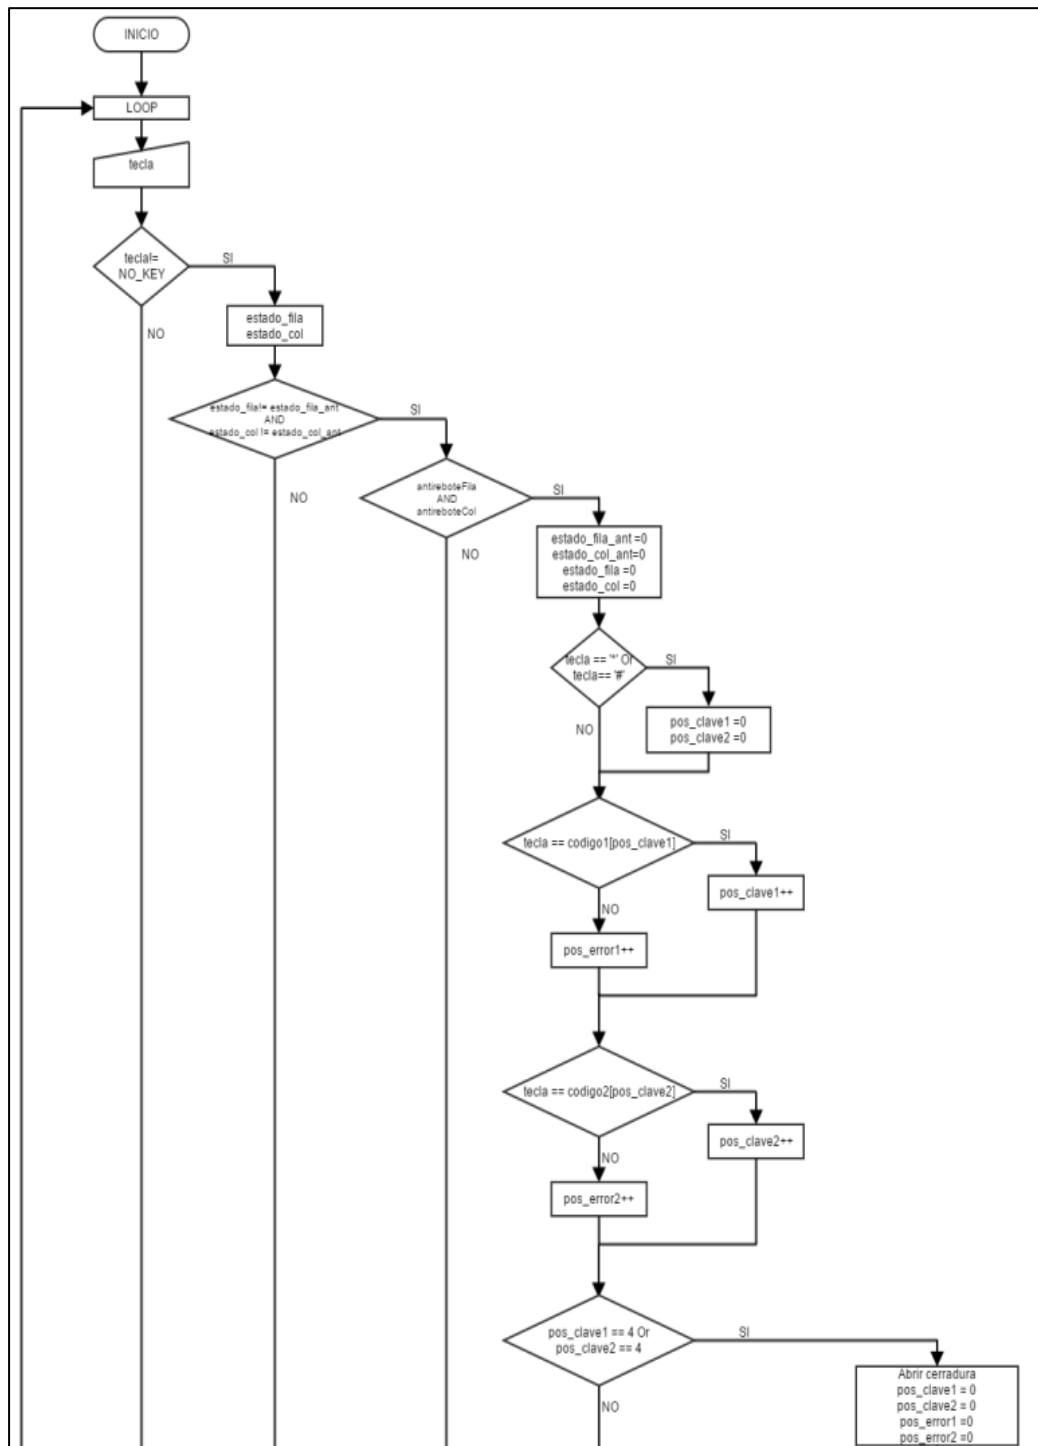 INICIO
LOOP
tecla
tecla!=
NO_KEY
SI
NO
estado_fila
estado_col
estado_fila!= estado_fila_ant
AND
estado_col != estado_col_ant
SI
NO
antireboteFila
AND
antireboteCol
SI
NO
estado_fila_ant =0
estado_col_ant=0
estado_fila =0
estado_col =0
tecla == '*' Or
tecla== '#'
SI
NO
pos_clave1 =0
pos_clave2 =0
tecla == codigo1[pos_clave1]
SI
pos_clave1++
NO
pos_error1++
tecla == codigo2[pos_clave2]
SI
pos_clave2++
NO
pos_error2++
pos_clave1 == 4 Or
pos_clave2 == 4
SI
NO
Abrir cerradura
pos_clave1 = 0
pos_clave2 = 0
pos_error1 =0
pos_error2 =0